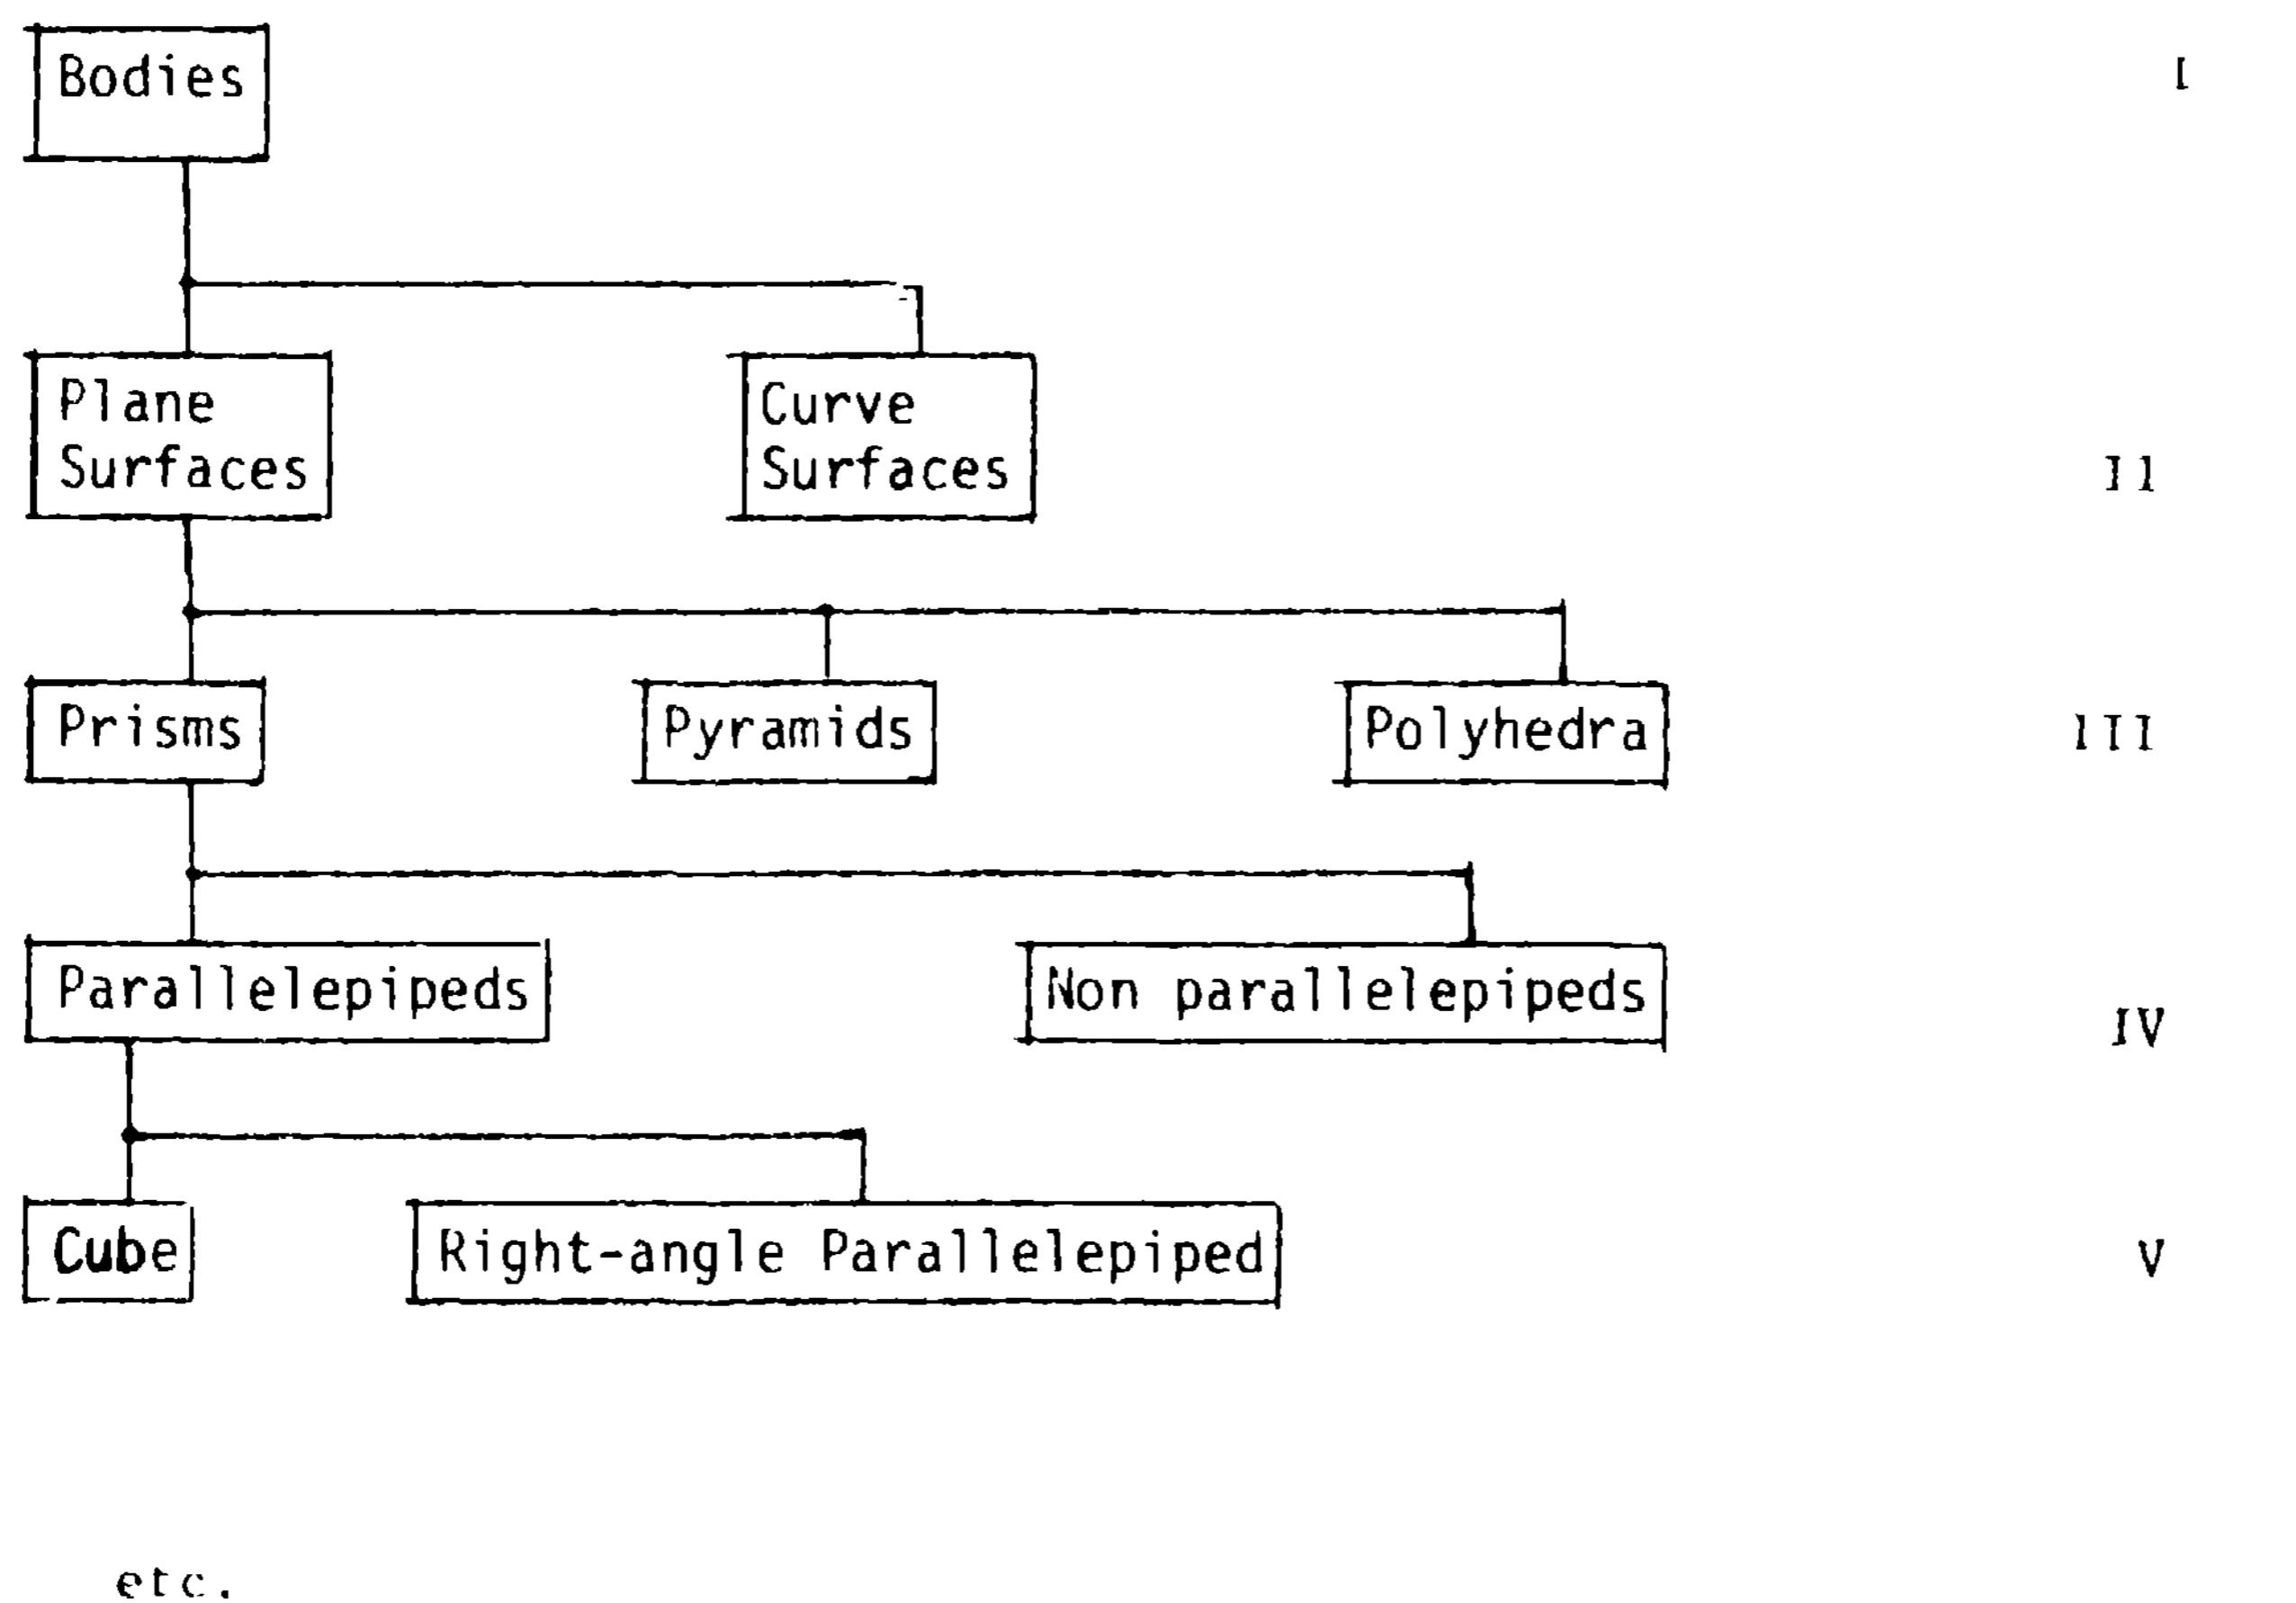 Bodies
I
Plane
Surfaces
Curve
Surfaces
II
Prisms
Pyramids
Polyhedra
III
Parallelepipeds
Non parallelepipeds
IV
Cube
Right-angle Parallelepiped
V
etc.